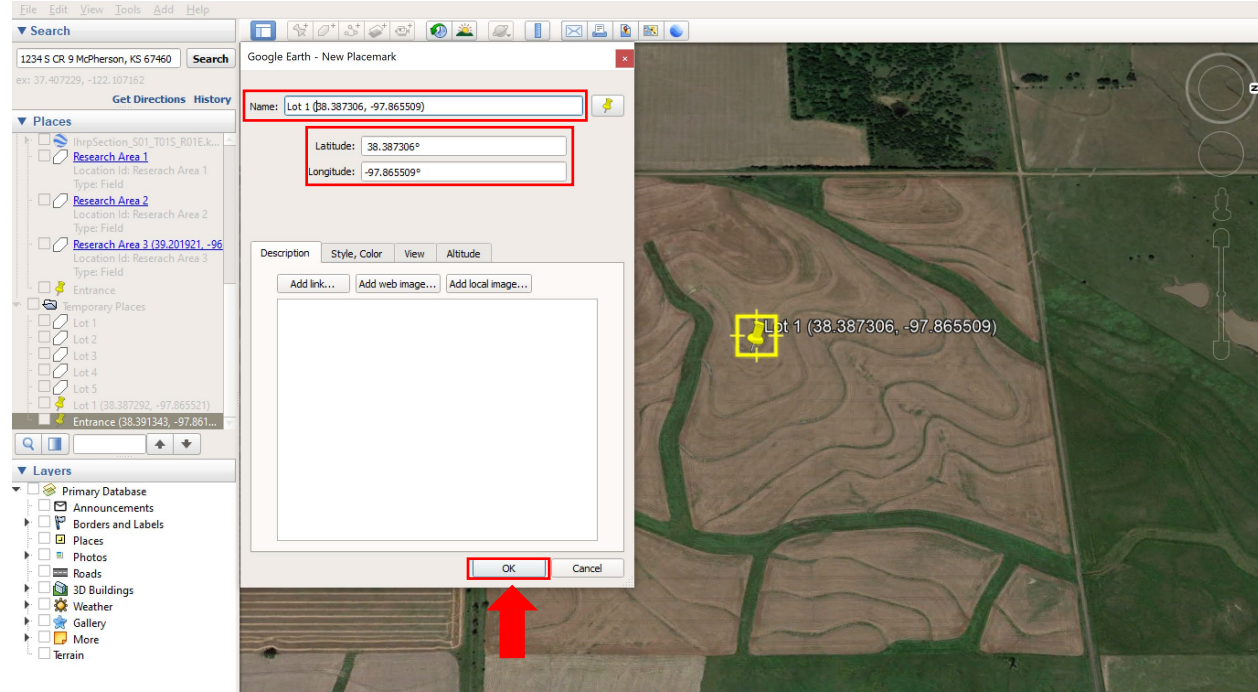 File Edit View Tools Add Help
Search
1234 S CR 9 McPherson, KS 67460 Search
ex: 37.407229, -122.107162
Get Directions History
Places
IhrpSection_S01_T01S_R01E.k...
Research Area 1
Location Id: Reserach Area 1
Type: Field
Research Area 2
Location Id: Reserach Area 2
Type: Field
Reserach Area 3 (39.201921, -96
Location Id: Reserach Area 3
Type: Field
Entrance
Temporary Places
Lot 1
Lot 2
Lot 3
Lot 4
Lot 5
Lot 1 (38.387292, -97.865521)
Entrance (38.391343, -97.861...
Layers
Primary Database
Announcements
Borders and Labels
Places
Photos
Roads
3D Buildings
Weather
Gallery
More
Terrain
Google Earth - New Placemark
Name: Lot 1 (38.387306, -97.865509)
Latitude: 38.387306°
Longitude: -97.865509°
Description Style, Color View Altitude
Add link... Add web image... Add local image...
OK Cancel
Lot 1 (38.387306, -97.865509)
N